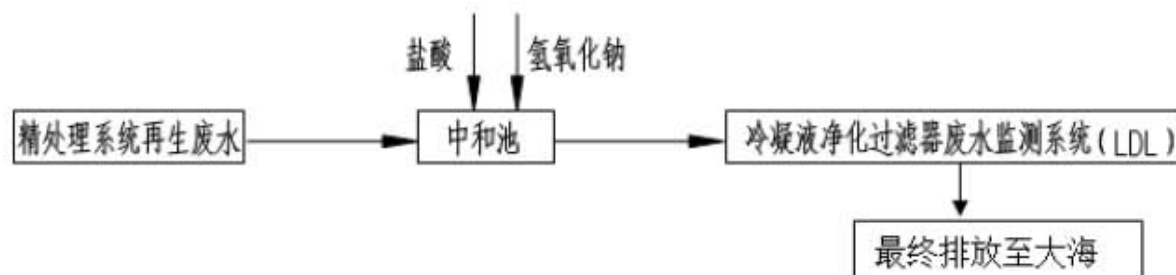 盐酸
氢氧化钠
精处理系统再生废水
中和池
冷凝液净化过滤器废水监测系统(LDL)
最终排放至大海